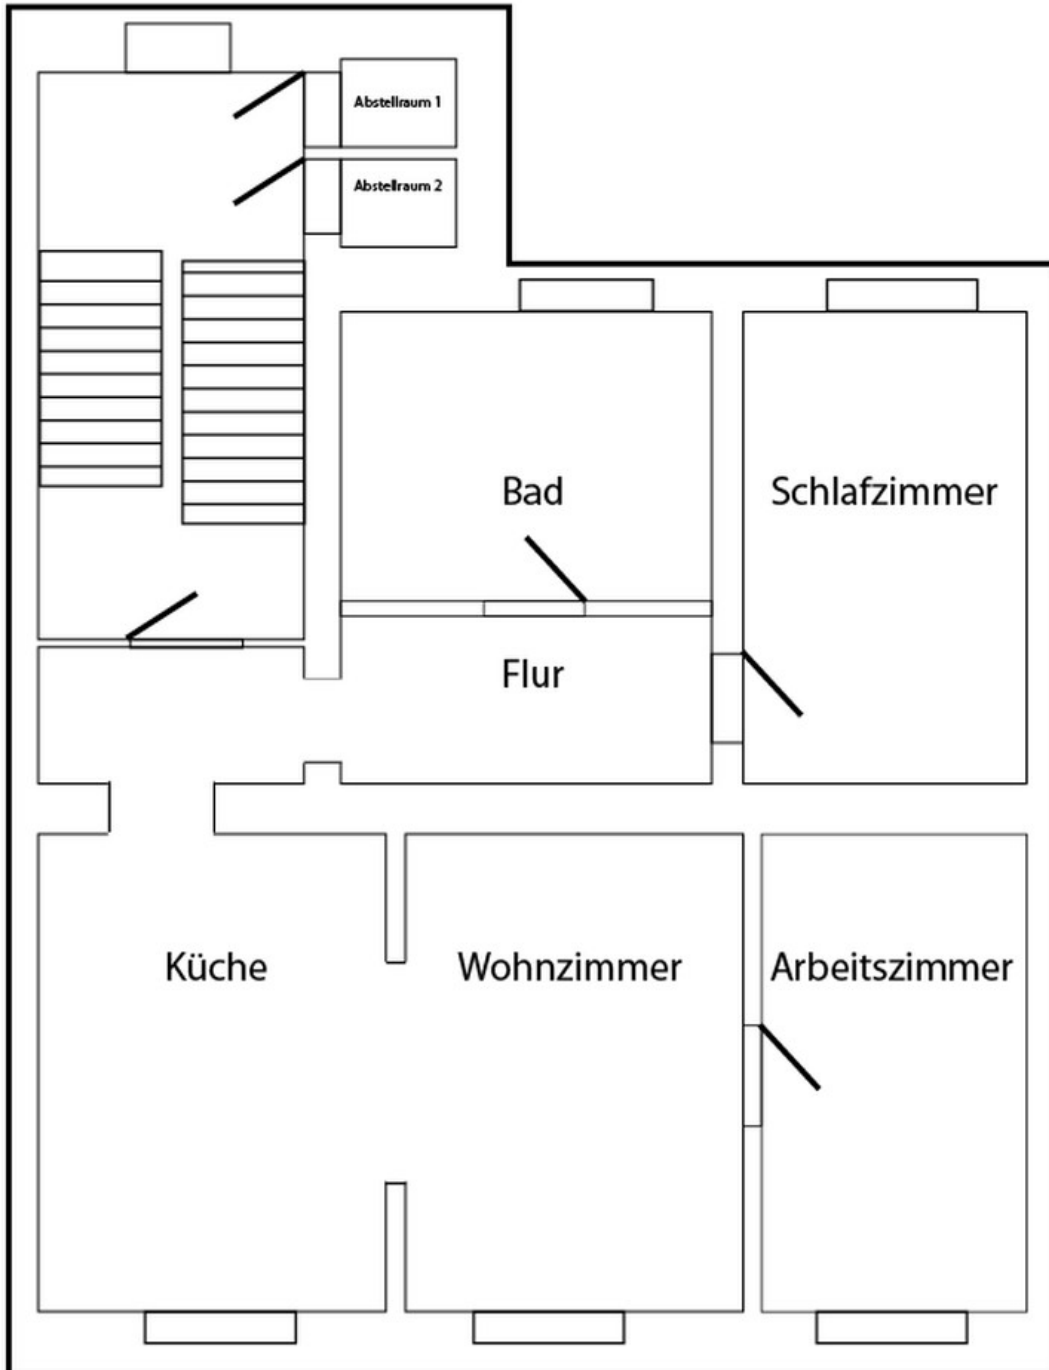 Abstellraum 1
Abstellraum 2
Bad
Schlafzimmer
Flur
Küche
Wohnzimmer
Arbeitszimmer